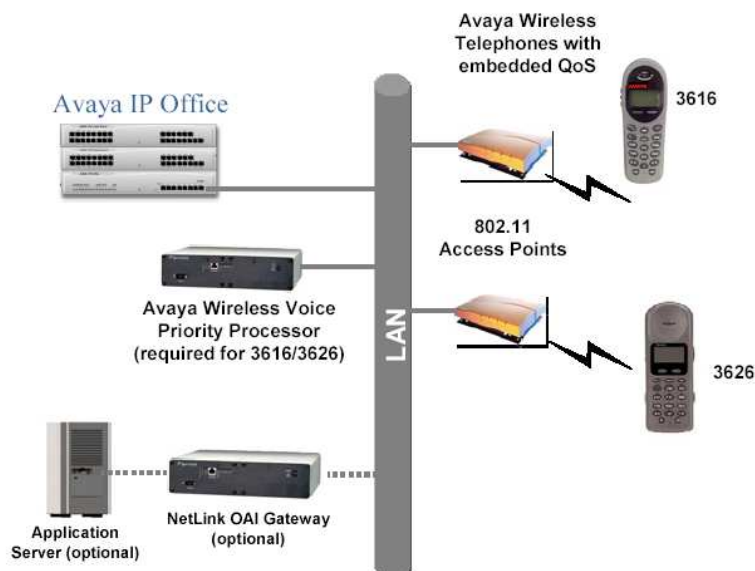 Avaya Wireless
Telephones with
embedded QoS
3616
Avaya IP Office
802.11
Access Points
LAN
Avaya Wireless Voice
Priority Processor
(required for 3616/3626)
3626
Application
Server (optional)
NetLink OAI Gateway
(optional)